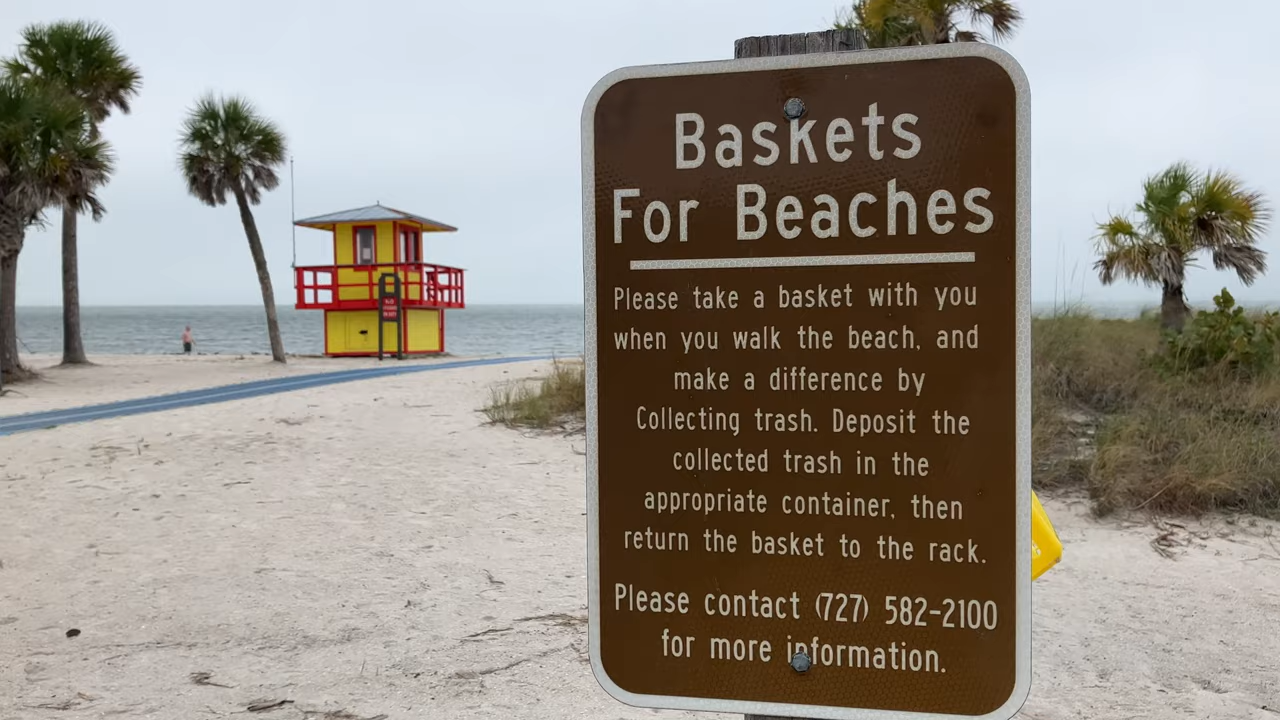 Baskets
For Beaches
Please take a basket with you
when you walk the beach, and
make a difference by
Collecting trash. Deposit the
collected trash in the
appropriate container, then
return the basket to the rack.
Please contact (727) 582-2100
for more information.